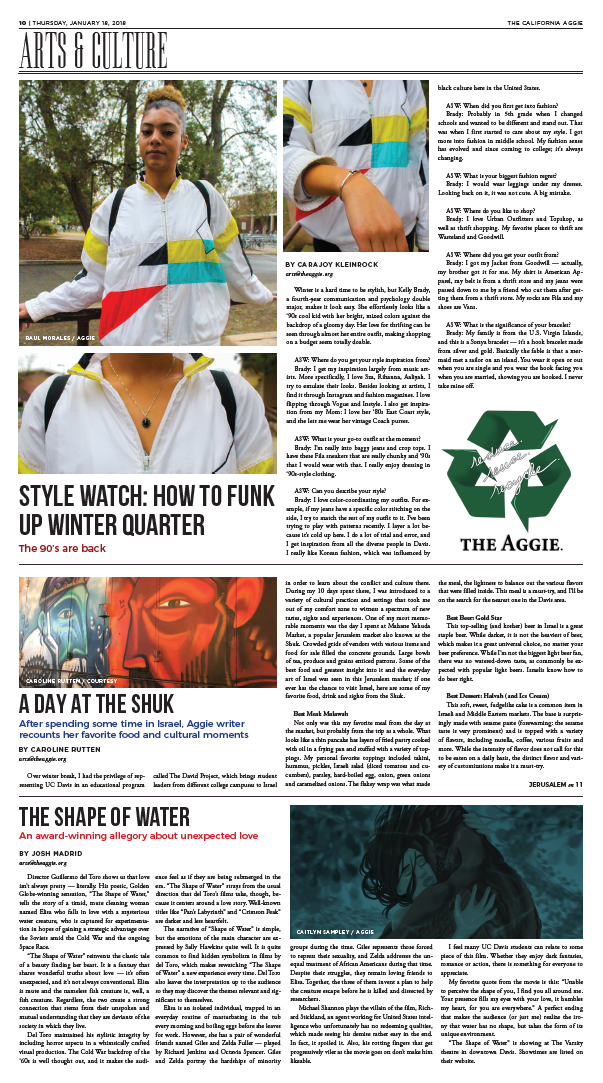 10 | THURSDAY, JANUARY 18, 2018
THE CALIFORNIA AGGIE
ARTS & CULTURE
RAUL MORALES / AGGIE
STYLE WATCH: HOW TO FUNK
UP WINTER QUARTER
The 90's are back
BY CARAJOY KLEINROCK
arts@theaggie.org
Winter is a hard time to be stylish, but Kelly Brady,
a fourth-year communication and psychology double
major, makes it look easy. She effortlessly looks like a
'90s cool kid with her bright, mixed colors against the
backdrop of a gloomy day. Her love for thrifting can be
seen through almost her entire outfit, making shopping
on a budget seem totally doable.
ASW: Where do you get your style inspiration from?
Brady: I get my inspiration largely from music art-
ists. More specifically, I love Sza, Rihanna, Aaliyah. I
try to emulate their looks. Besides looking at artists, I
find it through Instagram and fashion magazines. I love
flipping through Vogue and Instyle. I also get inspira-
tion from my Mom: I love her '80s East Coast style,
and she lets me wear her vintage Coach purses.
ASW: What is your go-to outfit at the moment?
Brady: I'm really into baggy jeans and crop tops. I
have these Fila sneakers that are really chunky and '90s
that I would wear with that. I really enjoy dressing in
'90s-style clothing.
ASW: Can you describe your style?
Brady: I love color-coordinating my outfits. For ex-
ample, if my jeans have a specific color stitching on the
side, I try to match the rest of my outfit to it. I've been
trying to play with patterns recently. I layer a lot be-
cause it's cold up here. I do a lot of trial and error, and
I get inspiration from all the diverse people in Davis.
I really like Korean fashion, which was influenced by
black culture here in the United States.
ASW: When did you first get into fashion?
Brady: Probably in 5th grade when I changed
schools and wanted to be different and stand out. That
was when I first started to care about my style. I got
more into fashion in middle school. My fashion sense
has evolved and since coming to college; it's always
changing.
ASW: What is your biggest fashion regret?
Brady: I would wear leggings under my dresses.
Looking back on it, it was not cute. A big mistake.
ASW: Where do you like to shop?
Brady: I love Urban Outfitters and Topshop, as
well as thrift shopping. My favorite places to thrift are
Wasteland and Goodwill.
ASW: Where did you get your outfit from?
Brady: I got my Jacket from Goodwill — actually,
my brother got it for me. My shirt is American Ap-
parel, my belt is from a thrift store and my jeans were
passed down to me by a friend who cut them after get-
ting them from a thrift store. My socks are Fila and my
shoes are Vans.
ASW: What is the significance of your bracelet?
Brady: My family is from the U.S. Virgin Islands,
and this is a Sonya bracelet — it's a hook bracelet made
from silver and gold. Basically the fable is that a mer-
maid met a sailor on an island. You wear it open or out
when you are single and you wear the hook facing you
when you are married, showing you are hooked. I never
take mine off.
reduce.
reuse.
recycle.
THE AGGIE.
CAROLINE RUTTEN / COURTESY
A DAY AT THE SHUK
After spending some time in Israel, Aggie writer
recounts her favorite food and cultural moments
BY CAROLINE RUTTEN
arts@theaggie.org
Over winter break, I had the privilege of rep-
resenting UC Davis in an educational program
called The David Project, which brings student
leaders from different college campuses to Israel
in order to learn about the conflict and culture there.
During my 10 days spent there, I was introduced to a
variety of cultural practices and settings that took me
out of my comfort zone to witness a spectrum of new
tastes, sights and experiences. One of my most memo-
rable moments was the day I spent at Mahane Yehuda
Market, a popular Jerusalem market also known as the
Shuk. Crowded grids of vendors with various items and
food for sale filled the concrete grounds. Large bowls
of tea, produce and grains enticed patrons. Some of the
best food and greatest insight into it and the everyday
art of Israel was seen in this Jerusalem market; if one
ever has the chance to visit Israel, here are some of my
favorite food, drink and sights from the Shuk.
Best Meal: Malawah
Not only was this my favorite meal from the day at
the market, but probably from the trip as a whole. What
looks like a thin pancake has layers of fried pastry cooked
with oil in a frying pan and stuffed with a variety of top-
pings. My personal favorite toppings included tahini,
hummus, pickles, Israeli salad (diced tomatoes and cu-
cumbers), parsley, hard-boiled egg, onion, green onions
and caramelized onions. The flakey wrap was what made
the meal, the lightness to balance out the various flavors
that were filled inside. This meal is a must-try, and I'll be
on the search for the nearest one in the Davis area.
Best Beer: Gold Star
This top-selling (and kosher) beer in Israel is a great
staple beer. While darker, it is not the heaviest of beer,
which makes it a great universal choice, no matter your
beer preference. While I'm not the biggest light beer fan,
there was no watered-down taste, as commonly be ex-
pected with popular light beers. Israelis know how to
do beer right.
Best Dessert: Halvah (and Ice Cream)
This soft, sweet, fudgelike cake is a common item in
Israeli and Middle Eastern markets. The base is surpris-
ingly made with sesame paste (forewarning: the sesame
taste is very prominent) and is topped with a variety
of flavors, including nutella, coffee, various fruits and
more. While the intensity of flavor does not call for this
to be eaten on a daily basis, the distinct flavor and vari-
ety of customizations make it a must-try.
JERUSALEM on 11
THE SHAPE OF WATER
An award-winning allegory about unexpected love
BY JOSH MADRID
arts@theaggie.org
CAITLYN SAMPLEY / AGGIE
Director Guillermo del Toro shows us that love
isn't always pretty — literally. His poetic, Golden
Globe-winning sensation, "The Shape of Water,"
tells the story of a timid, mute cleaning woman
named Elisa who falls in love with a mysterious
water creature, who is captured for experimenta-
tion in hopes of gaining a strategic advantage over
the Soviets amid the Cold War and the ongoing
Space Race.
"The Shape of Water" reinvents the classic tale
of a beauty finding her beast. It is a fantasy that
shares wonderful truths about love — it's often
unexpected, and it's not always conventional. Elisa
is mute and the nameless fish creature is, well, a
fish creature. Regardless, the two create a strong
connection that stems from their unspoken and
mutual understanding that they are deviants of the
society in which they live.
Del Toro maintained his stylistic integrity by
including horror aspects in a whimsically crafted
visual production. The Cold War backdrop of the
'60s is well thought out, and it makes the audi-
ence feel as if they are being submerged in the
era. "The Shape of Water" strays from the usual
direction that del Toro's films take, though, be-
cause it centers around a love story. Well-known
titles like "Pan's Labyrinth" and "Crimson Peak"
are darker and less heartfelt.
The narrative of "Shape of Water" is simple,
but the emotions of the main character are ex-
pressed by Sally Hawkins quite well. It is quite
common to find hidden symbolism in films by
del Toro, which makes rewatching "The Shape
of Water" a new experience every time. Del Toro
also leaves the interpretation up to the audience
so they may discover the themes relevant and sig-
nificant to themselves.
Elisa is an isolated individual, trapped in an
everyday routine of masturbating in the tub
every morning and boiling eggs before she leaves
for work. However, she has a pair of wonderful
friends named Giles and Zelda Fuller — played
by Richard Jenkins and Octavia Spencer. Giles
and Zelda portray the hardships of minority
groups during the time. Giles represents those forced
to repress their sexuality, and Zelda addresses the un-
equal treatment of African Americans during that time.
Despite their struggles, they remain loving friends to
Elisa. Together, the three of them invent a plan to help
the creature escape before he is killed and dissected by
researchers.
Michael Shannon plays the villain of the film, Rich-
ard Strickland, an agent working for United States intel-
ligence who unfortunately has no redeeming qualities,
which made seeing his demise rather easy in the end.
In fact, it spoiled it. Also, his rotting fingers that get
progressively viler as the movie goes on don't make him
likeable.
I feel many UC Davis students can relate to some
piece of this film. Whether they enjoy dark fantasies,
romance or action, there is something for everyone to
appreciate.
My favorite quote from the movie is this: "Unable
to perceive the shape of you, I find you all around me.
Your presence fills my eyes with your love, it humbles
my heart, for you are everywhere." A perfect ending
that makes the audience (or just me) realize the iro-
ny that water has no shape, but takes the form of its
unique environment.
"The Shape of Water" is showing at The Varsity
theatre in downtown Davis. Showtimes are listed on
their website.